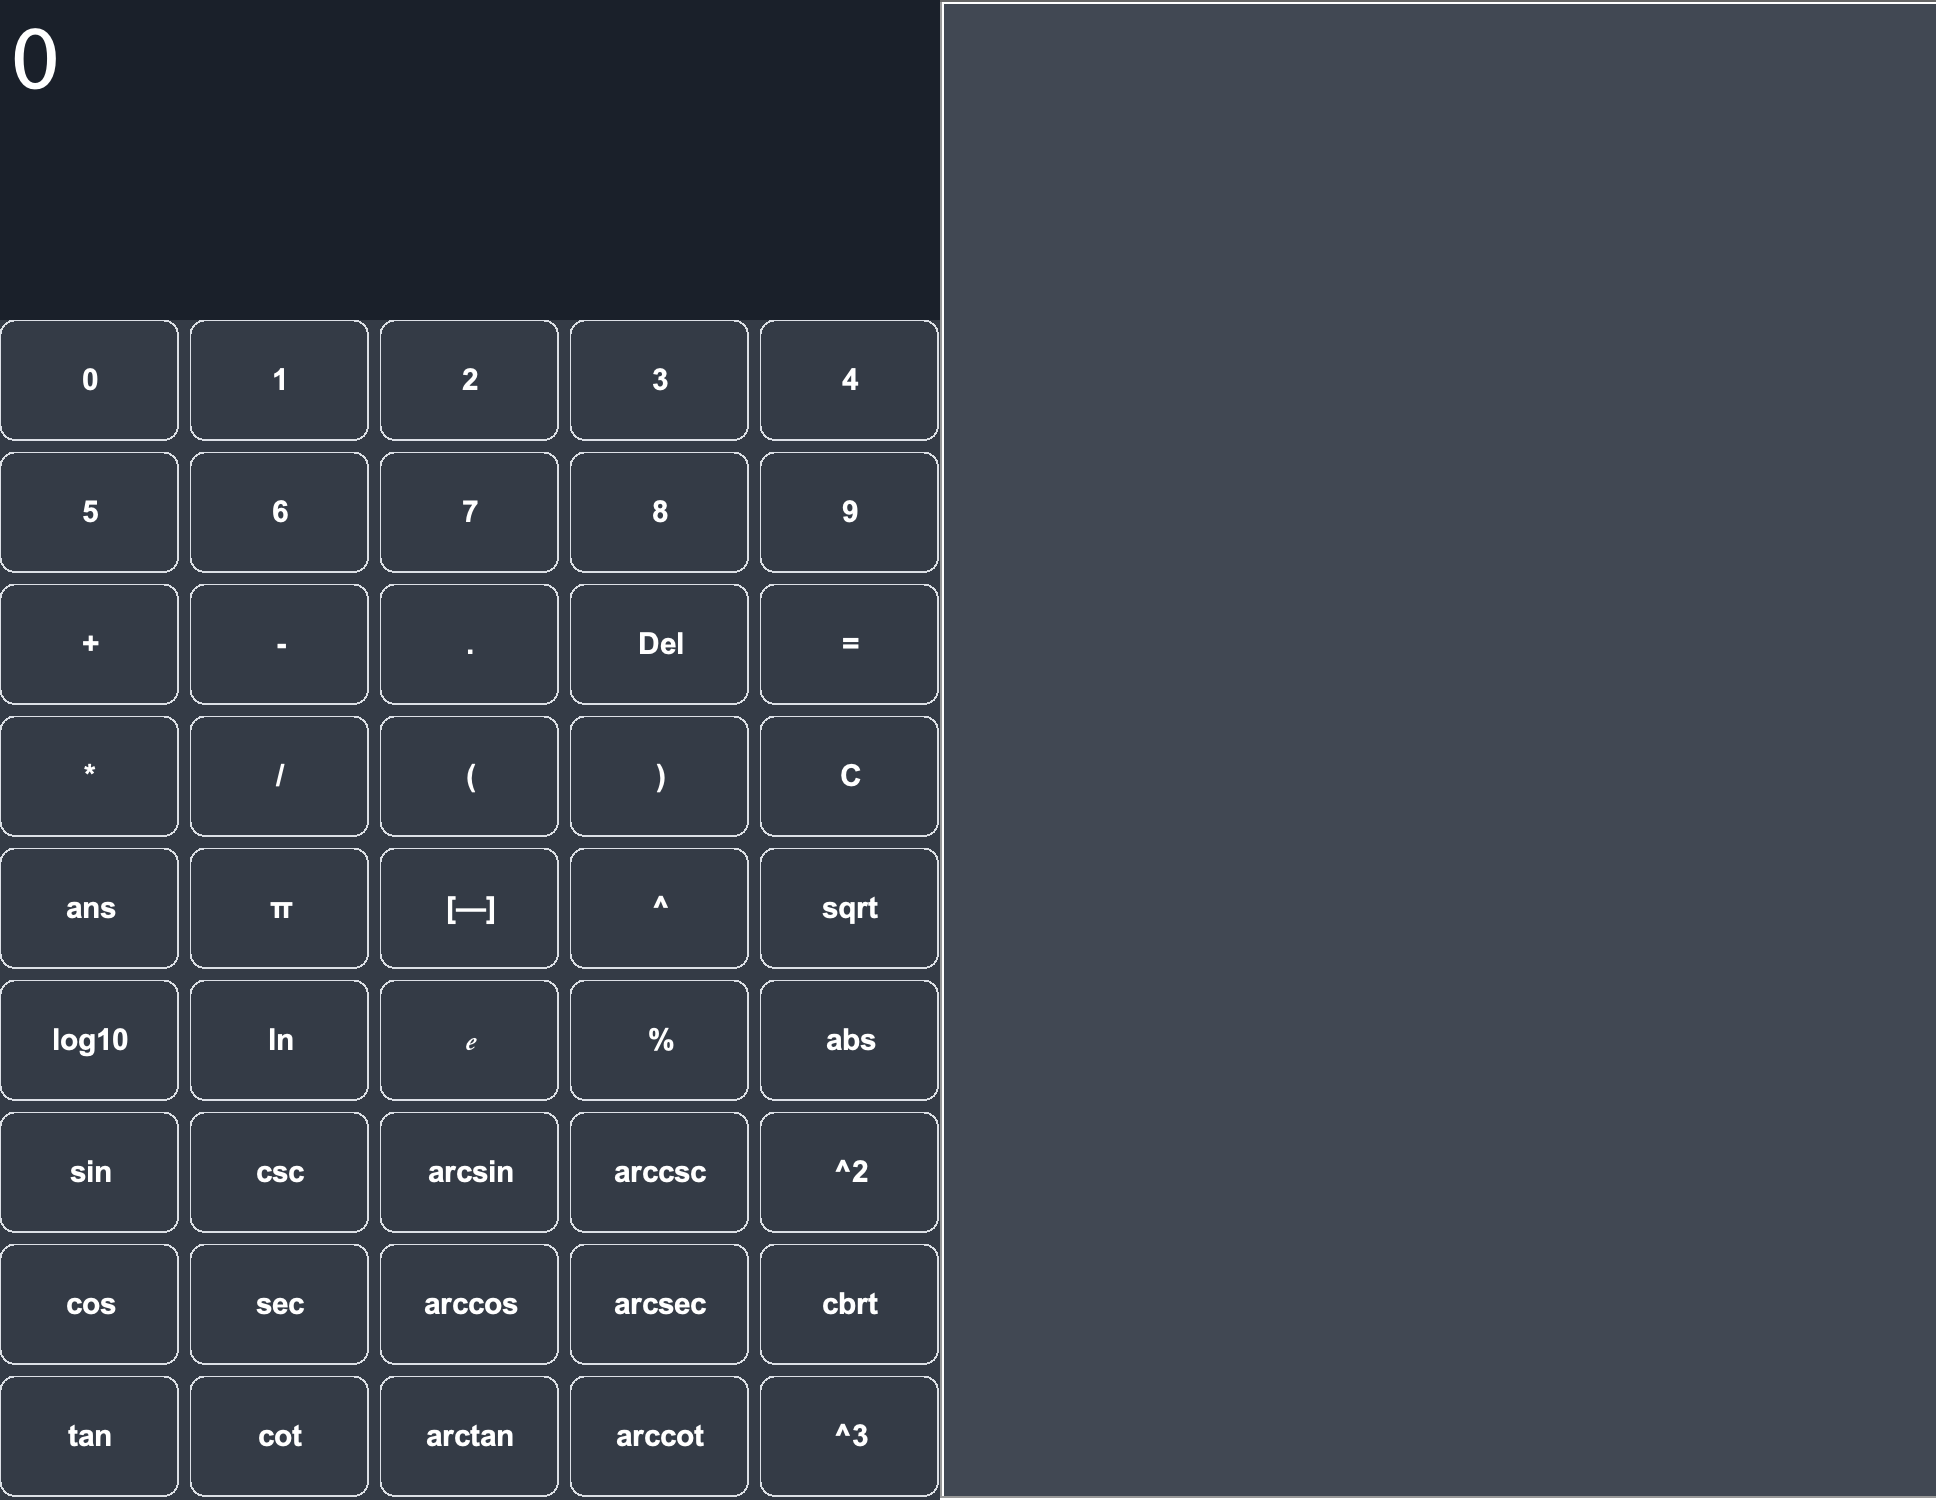 0
0 1 2 3 4
5 6 7 8 9
+ - . Del =
* / ( ) C
ans π [—] ^ sqrt
log10 ln e % abs
sin csc arcsin arccsc ^2
cos sec arccos arcsec cbrt
tan cot arctan arccot ^3